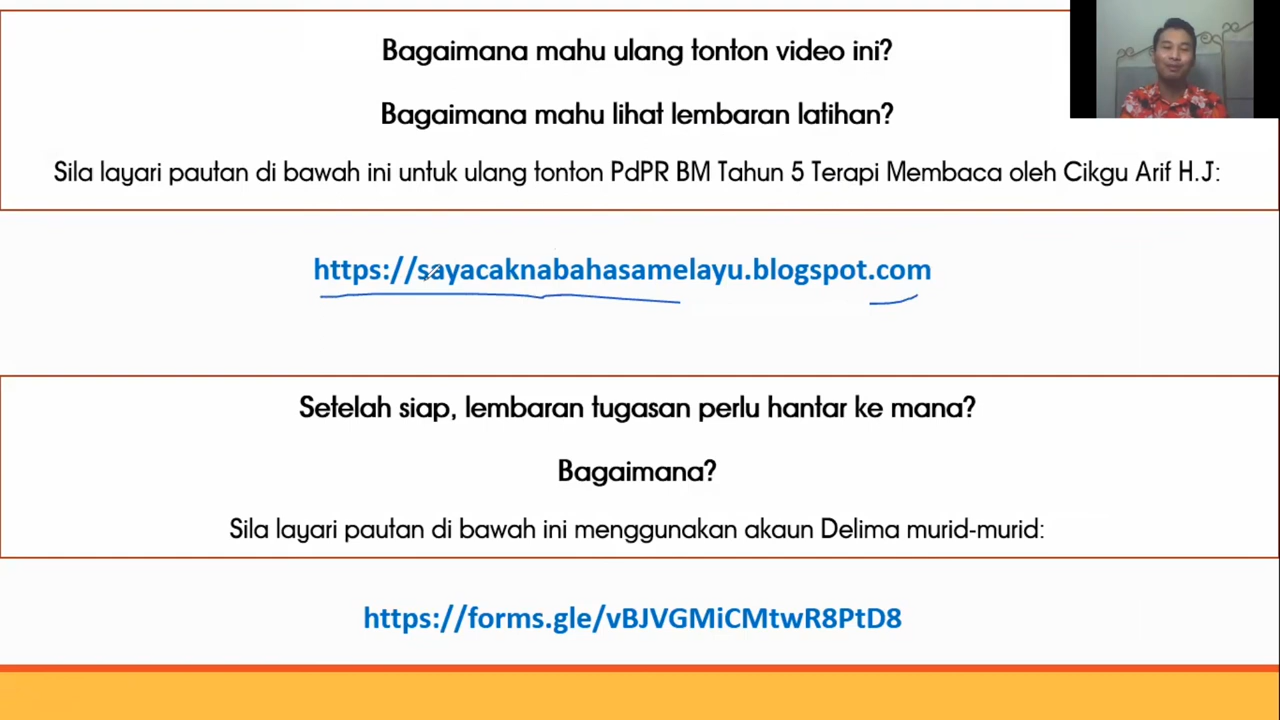 Bagaimana mahu ulang tonton video ini?
Bagaimana mahu lihat lembaran latihan?
Sila layari pautan di bawah ini untuk ulang tonton PdPR BM Tahun 5 Terapi Membaca oleh Cikgu Arif H.J:
https://sayacaknabahasamelayu.blogspot.com
Setelah siap, lembaran tugasan perlu hantar ke mana?
Bagaimana?
Sila layari pautan di bawah ini menggunakan akaun Delima murid-murid:
https://forms.gle/vBJVGMiCMtwR8PtD8